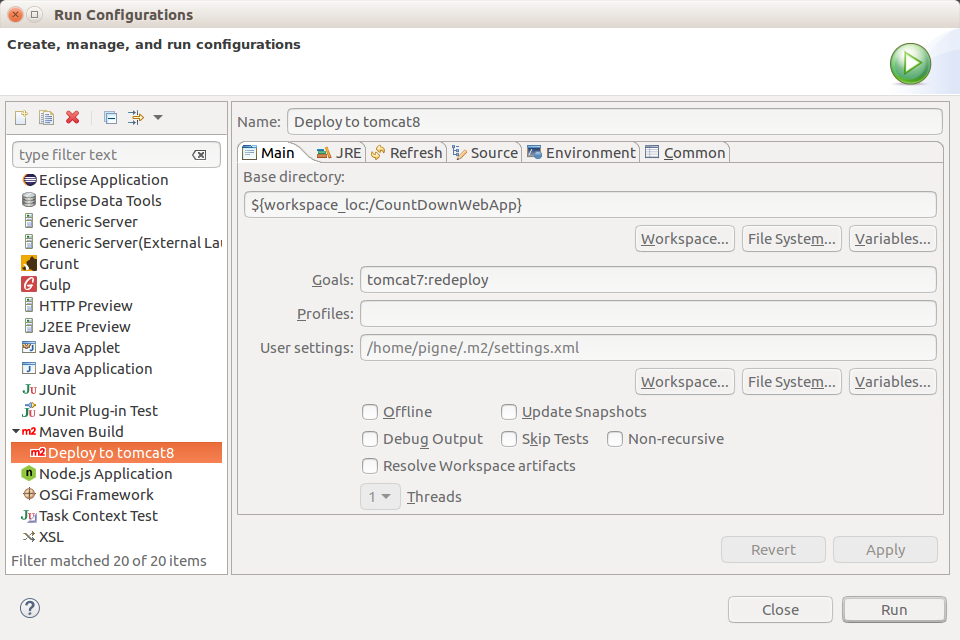 Run Configurations
Create, manage, and run configurations
type filter text
Eclipse Application
Eclipse Data Tools
Generic Server
Generic Server(External Lau
Grunt
Gulp
HTTP Preview
J2EE Preview
Java Applet
Java Application
JUnit
JUnit Plug-in Test
Maven Build
Deploy to tomcat8
Node.js Application
OSGi Framework
Task Context Test
XSL
Filter matched 20 of 20 items
Name: Deploy to tomcat8
Main JRE Refresh Source Environment Common
Base directory:
${workspace_loc:/CountDownWebApp}
Workspace... File System... Variables...
Goals: tomcat7:redeploy
Profiles:
User settings: /home/pigne/.m2/settings.xml
Workspace... File System... Variables...
Offline Update Snapshots
Debug Output Skip Tests Non-recursive
Resolve Workspace artifacts
1 Threads
Revert Apply
Close Run